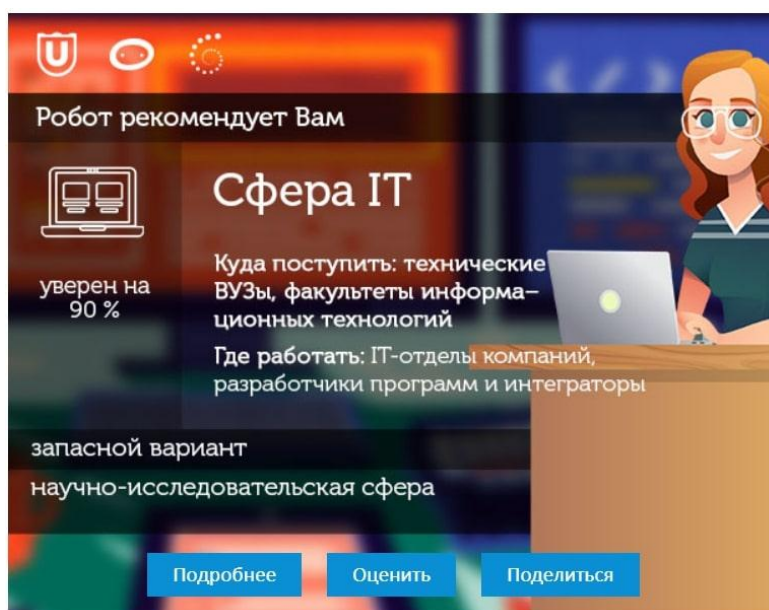 U
Робот рекомендует Вам
Сфера IT
уверен на
90 %
Куда поступить: технические
ВУЗы, факультеты информа–
ционных технологий
Где работать: IT-отделы компаний,
разработчики программ и интеграторы
запасной вариант
научно-исследовательская сфера
Подробнее
Оценить
Поделиться